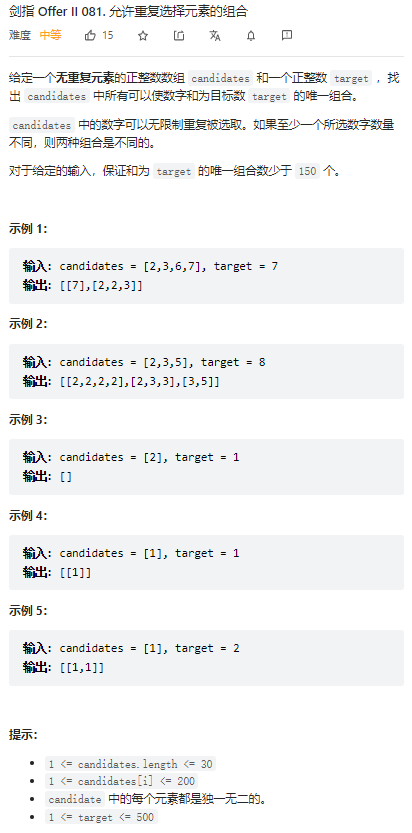 剑指 Offer II 081. 允许重复选择元素的组合
难度 中等 15
给定一个无重复元素的正整数数组 candidates 和一个正整数 target ，找
出 candidates 中所有可以使数字和为目标数 target 的唯一组合。
candidates 中的数字可以无限制重复被选取。如果至少一个所选数字数量
不同，则两种组合是不同的。
对于给定的输入，保证和为 target 的唯一组合数少于 150 个。
示例 1：
输入: candidates = [2,3,6,7], target = 7
输出: [[7],[2,2,3]]
示例 2：
输入: candidates = [2,3,5], target = 8
输出: [[2,2,2,2],[2,3,3],[3,5]]
示例 3：
输入: candidates = [2], target = 1
输出: []
示例 4：
输入: candidates = [1], target = 1
输出: [[1]]
示例 5：
输入: candidates = [1], target = 2
输出: [[1,1]]
提示：
• 1 <= candidates.length <= 30
• 1 <= candidates[i] <= 200
• candidate 中的每个元素都是独一无二的。
• 1 <= target <= 500